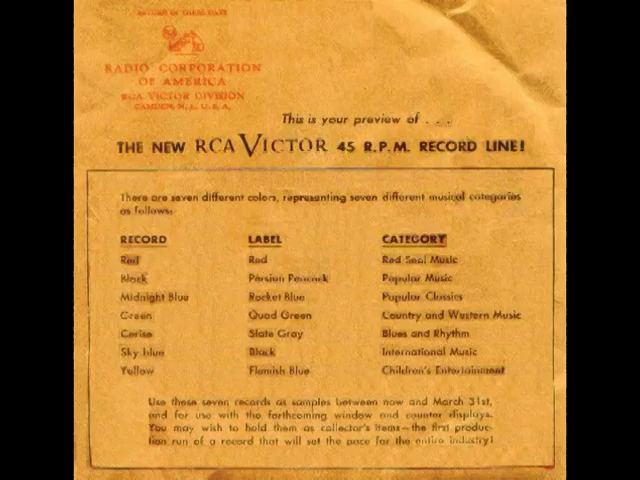 RETURN IN THREE DAYS
RADIO CORPORATION
OF AMERICA
RCA VICTOR DIVISION
CAMDEN, N. J., U. S. A.
This is your preview of . . .
THE NEW RCA VICTOR 45 R.P.M. RECORD LINE!
There are seven different colors, representing seven different musical categories
as follows:
RECORD LABEL CATEGORY
Red Red Red Seal Music
Black Persian Peacock Popular Music
Midnight Blue Rocket Blue Popular Classics
Green Quad Green Country and Western Music
Cerise Slate Gray Blues and Rhythm
Sky-blue Black International Music
Yellow Flemish Blue Children's Entertainment
Use these seven records as samples between now and March 31st,
and for use with the forthcoming window and counter displays.
You may wish to hold them as collector's items—the first produc-
tion run of a record that will set the pace for the entire industry!